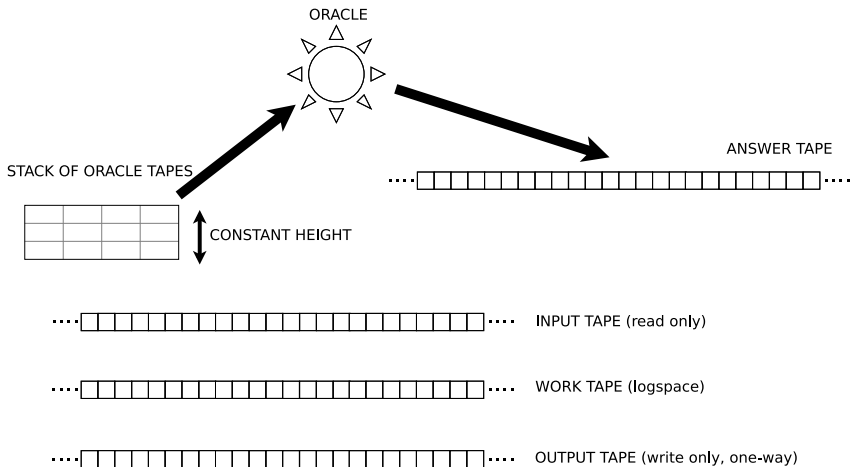 ORACLE
ANSWER TAPE
STACK OF ORACLE TAPES
CONSTANT HEIGHT
INPUT TAPE (read only)
WORK TAPE (logspace)
OUTPUT TAPE (write only, one-way)